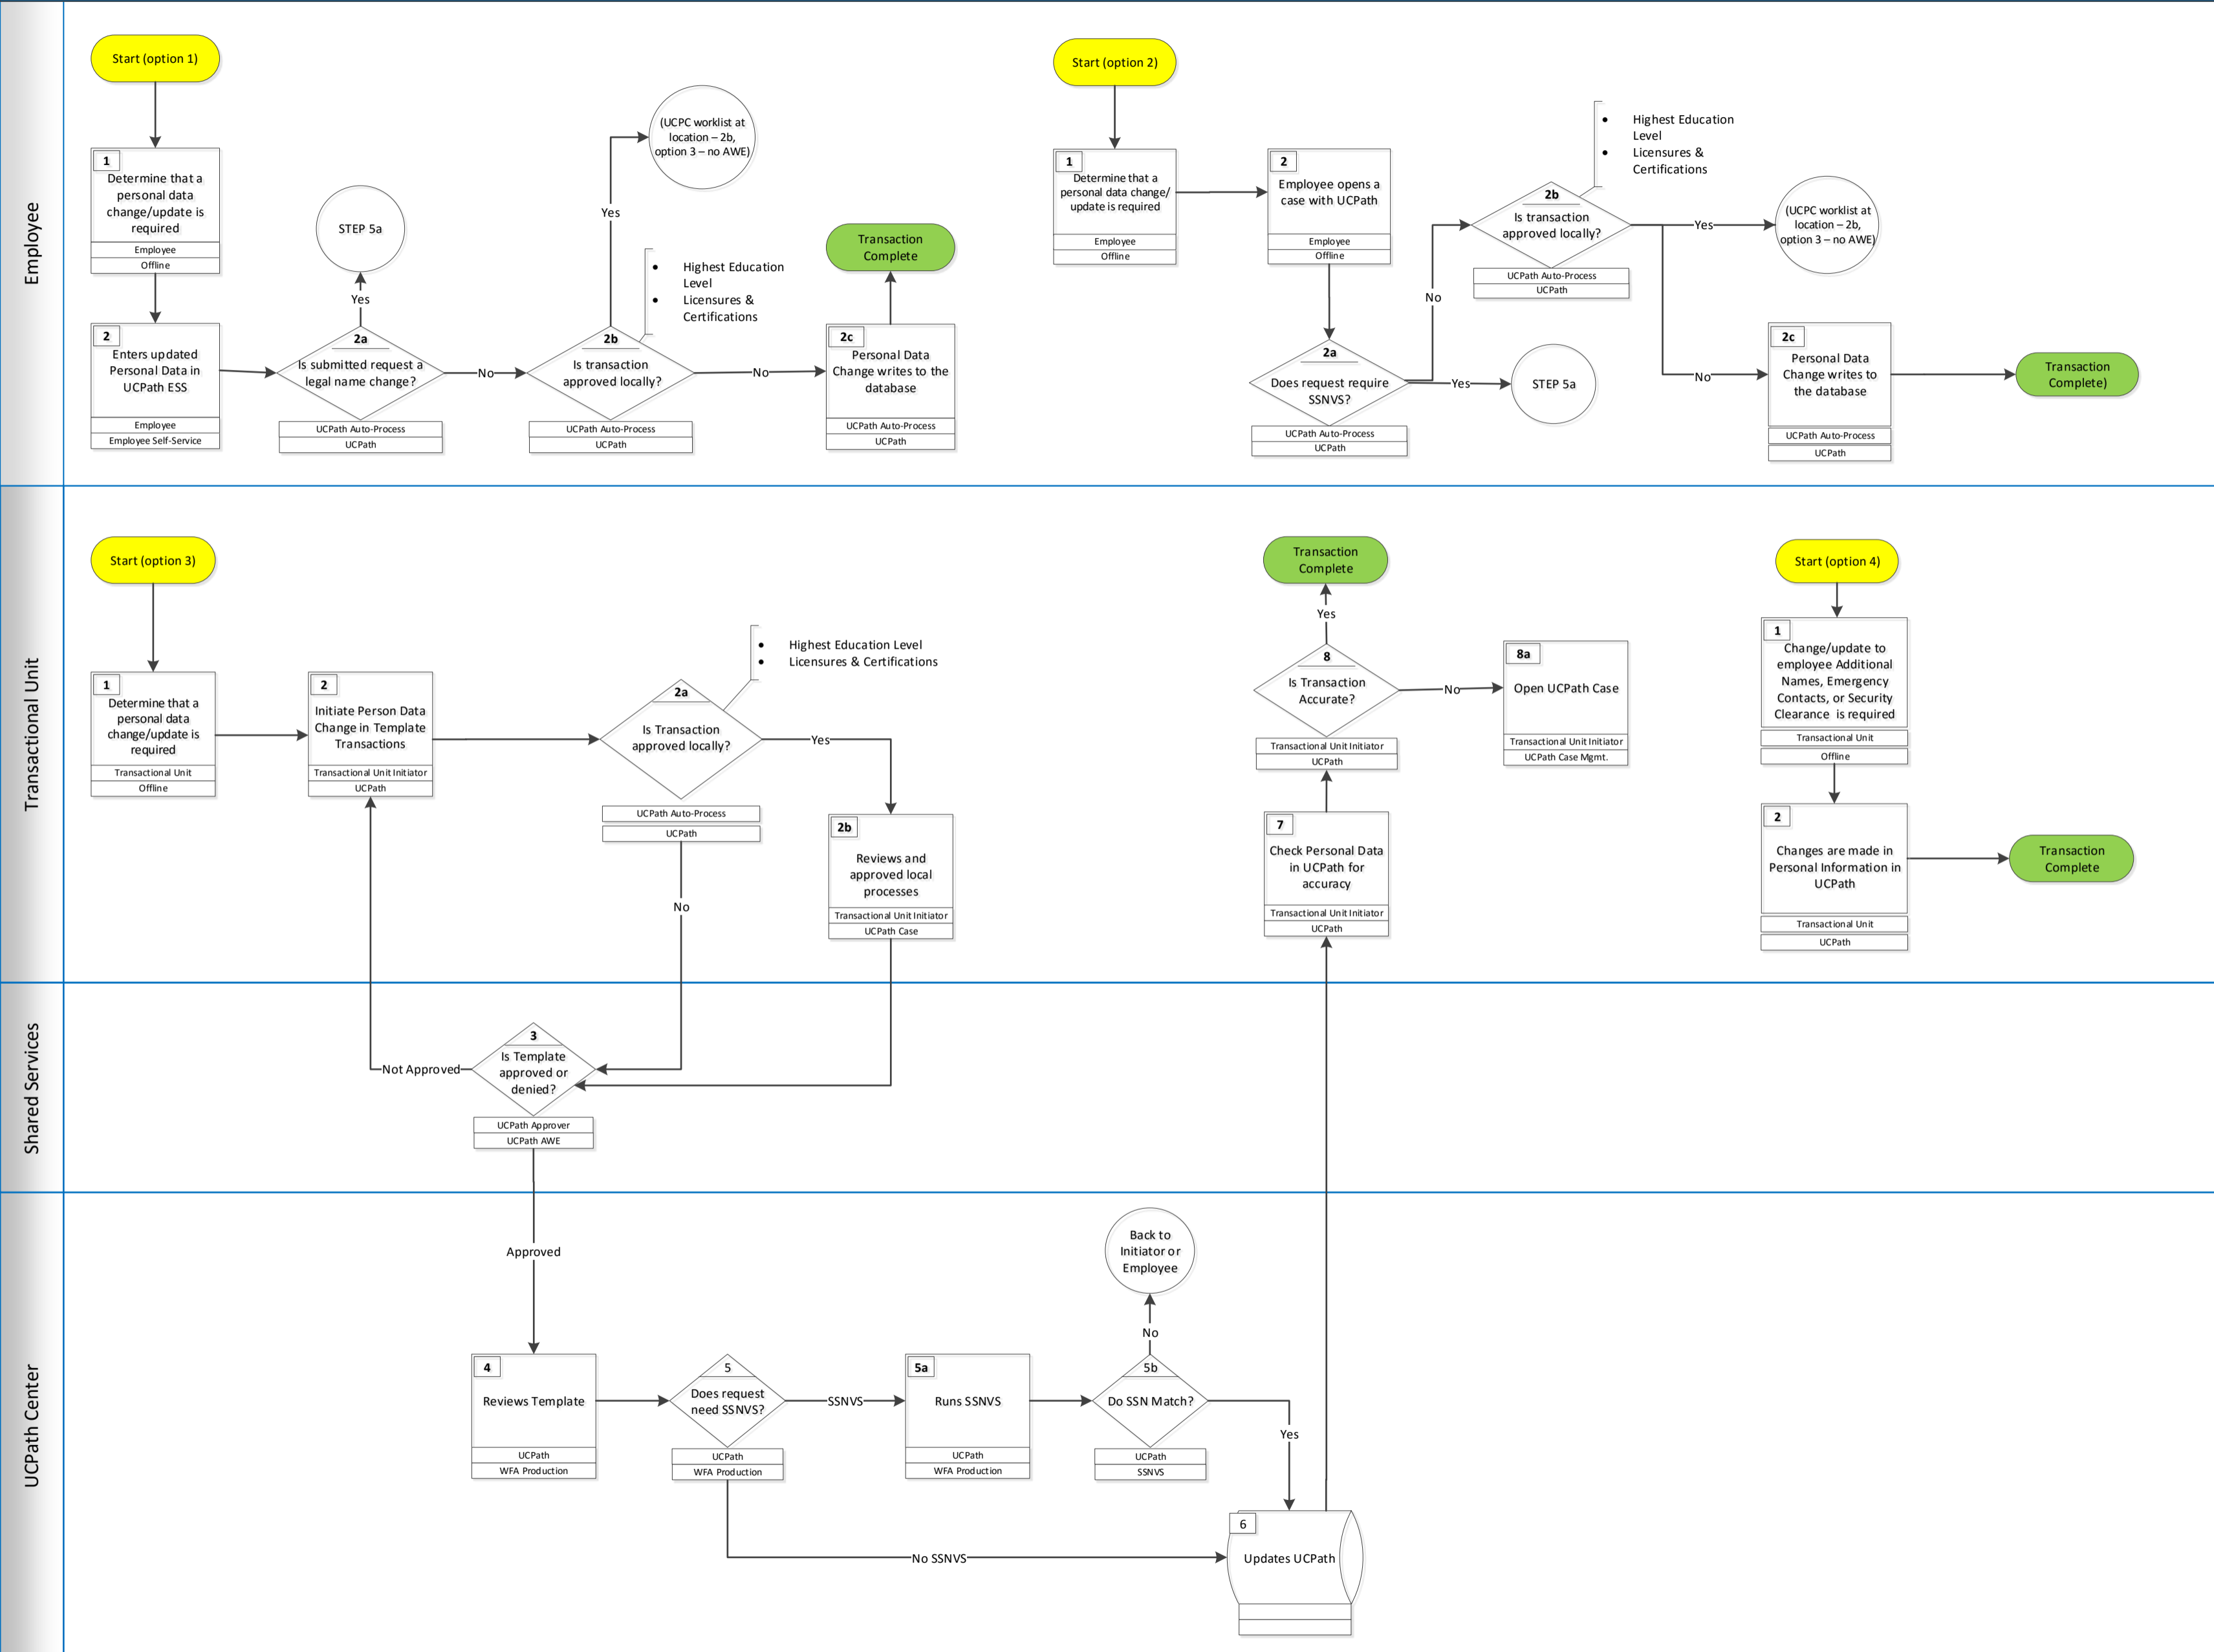 Employee
Start (option 1)
1
Determine that a
personal data
change/update is
required
Employee
Offline
2
Enters updated
Personal Data in
UCPath ESS
Employee
Employee Self-Service
STEP 5a
Yes
2a
Is submitted request a
legal name change?
UCPath Auto-Process
UCPath
No
(UCPC worklist at
location – 2b,
option 3 – no AWE)
Yes
• Highest Education
Level
• Licensures &
Certifications
2b
Is transaction
approved locally?
UCPath Auto-Process
UCPath
No
Transaction
Complete
2c
Personal Data
Change writes to the
database
UCPath Auto-Process
UCPath
Start (option 2)
1
Determine that a
personal data change/
update is required
Employee
Offline
2
Employee opens a
case with UCPath
Employee
Offline
2a
Does request require
SSNVS?
UCPath Auto-Process
UCPath
No
Yes
STEP 5a
• Highest Education
Level
• Licensures &
Certifications
2b
Is transaction
approved locally?
UCPath Auto-Process
UCPath
Yes
(UCPC worklist at
location – 2b,
option 3 – no AWE)
No
2c
Personal Data
Change writes to
the database
UCPath Auto-Process
UCPath
Transaction
Complete)
Transactional Unit
Start (option 3)
1
Determine that a
personal data
change/update is
required
Transactional Unit
Offline
2
Initiate Person Data
Change in Template
Transactions
Transactional Unit Initiator
UCPath
• Highest Education Level
• Licensures & Certifications
2a
Is Transaction
approved locally?
UCPath Auto-Process
UCPath
Yes
No
2b
Reviews and
approved local
processes
Transactional Unit Initiator
UCPath Case
Transaction
Complete
Yes
8
Is Transaction
Accurate?
Transactional Unit Initiator
UCPath
No
8a
Open UCPath Case
Transactional Unit Initiator
UCPath Case Mgmt.
7
Check Personal Data
in UCPath for
accuracy
Transactional Unit Initiator
UCPath
Start (option 4)
1
Change/update to
employee Additional
Names, Emergency
Contacts, or Security
Clearance is required
Transactional Unit
Offline
2
Changes are made in
Personal Information in
UCPath
Transactional Unit
UCPath
Transaction
Complete
Shared Services
Not Approved
3
Is Template
approved or
denied?
UCPath Approver
UCPath AWE
UCPath Center
Approved
4
Reviews Template
UCPath
WFA Production
5
Does request
need SSNVS?
UCPath
WFA Production
SSNVS
5a
Runs SSNVS
UCPath
WFA Production
Back to
Initiator or
Employee
No
5b
Do SSN Match?
UCPath
SSNVS
Yes
No SSNVS
6
Updates UCPath